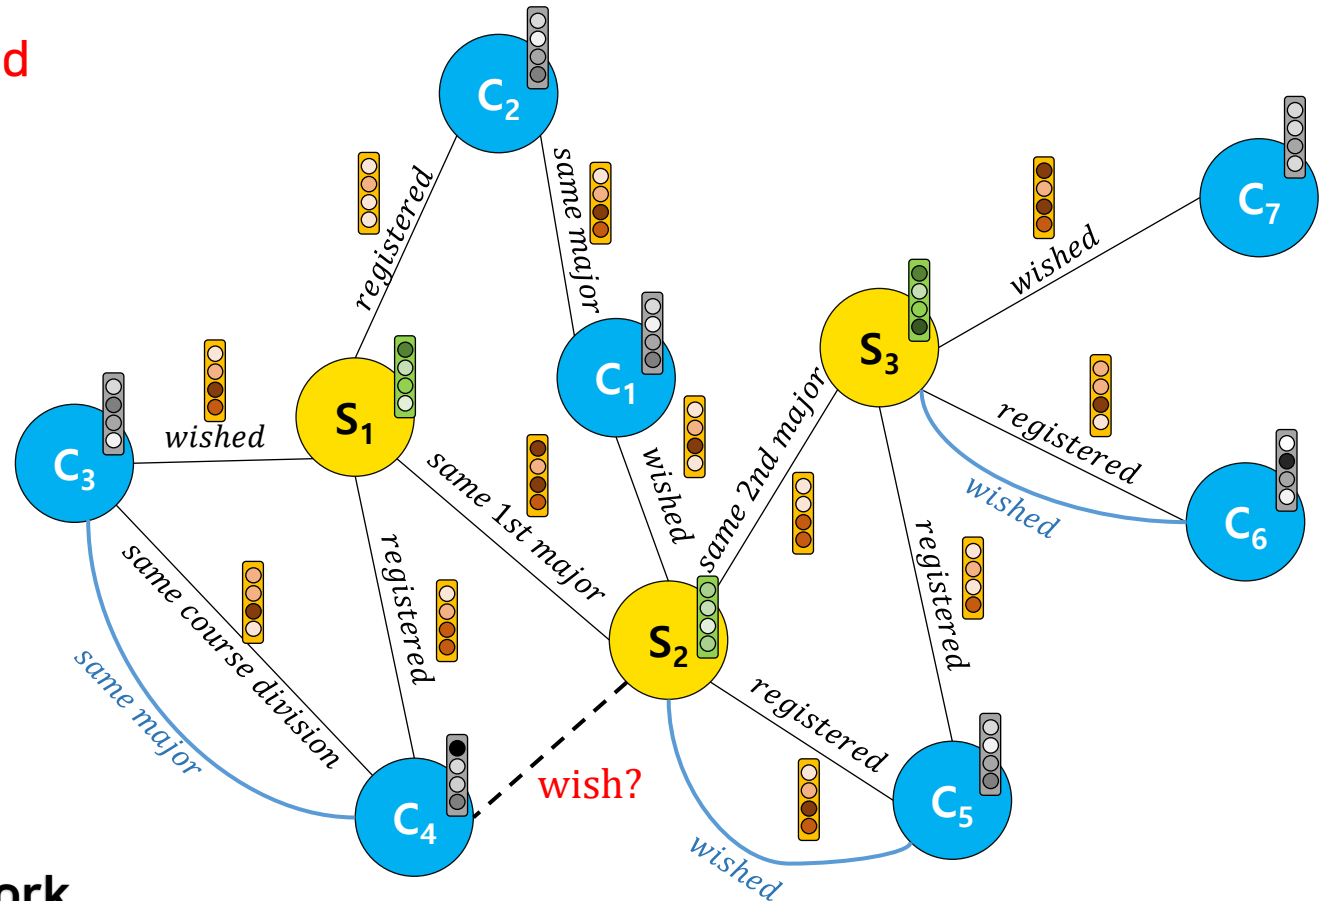 d
C2
registered
same major
C7
wished
S3
C1
S1
wished
C3
same 1st major
wished
same 2nd major
registered
wished
C6
same course division
same major
registered
registered
S2
registered
wish?
C4
C5
wished
ork